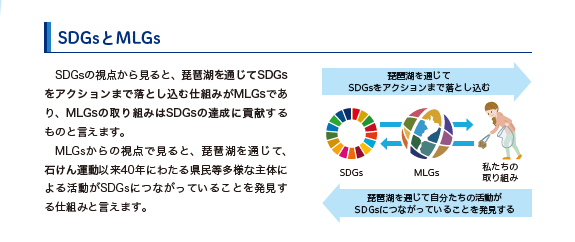 SDGsとMLGs
　SDGsの視点から見ると、琵琶湖を通じてSDGs
をアクションまで落とし込む仕組みがMLGsであ
り、MLGsの取り組みはSDGsの達成に貢献する
ものと言えます。
　MLGsからの視点で見ると、琵琶湖を通じて、
石けん運動以来40年にわたる県民等多様な主体に
よる活動がSDGsにつながっていることを発見す
る仕組みと言えます。
琵琶湖を通じて
SDGsをアクションまで落とし込む
SDGs
MLGs
私たちの
取り組み
琵琶湖を通じて自分たちの活動が
SDGsにつながっていることを発見する